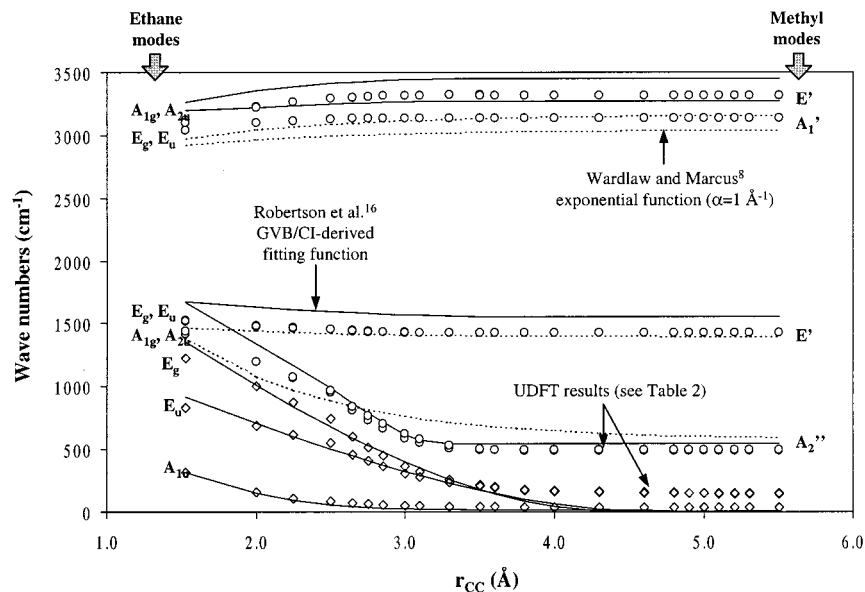 Ethane
modes
Methyl
modes
3500
3000
2500
2000
1500
1000
500
0
Wave numbers (cm⁻¹)
A₁g, A₂u
Eg, Eu
E'
A₁'
Wardlaw and Marcus⁸
exponential function (α=1 Å⁻¹)
Robertson et al.¹⁶
GVB/CI-derived
fitting function
Eg, Eu
A₁g, A₂u
Eg
Eu
A₁u
E'
UDFT results (see Table 2)
A₂''
1.0
2.0
3.0
4.0
5.0
6.0
r_CC (Å)